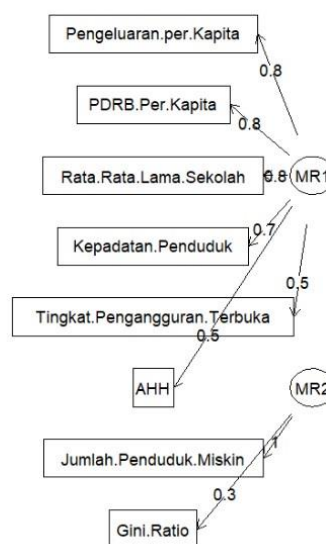 Pengeluaran.per.Kapita
0.8
PDRB.Per.Kapita
0.8
Rata.Rata.Lama.Sekolah
0.8
MR1
0.7
Kepadatan.Penduduk
0.5
Tingkat.Pengangguran.Terbuka
0.5
AHH
MR2
1
Jumlah.Penduduk.Miskin
0.3
Gini.Ratio